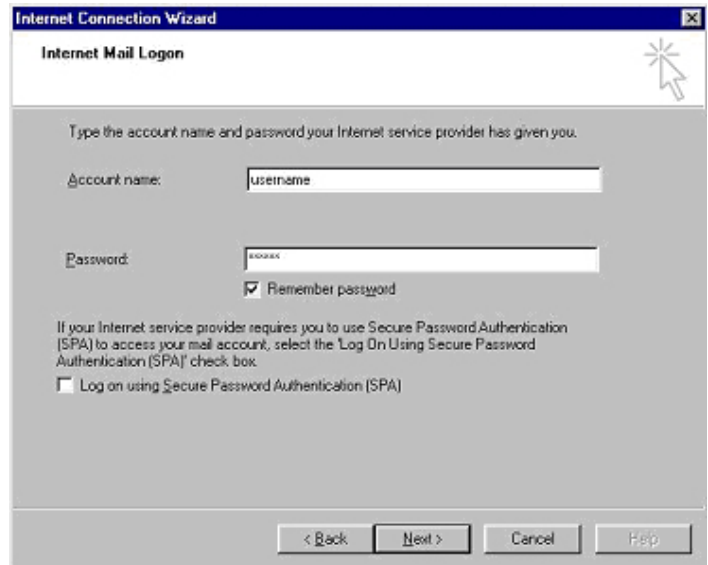 Internet Connection Wizard
Internet Mail Logon
Type the account name and password your Internet service provider has given you.
Account name:
username
Password:
******
Remember password
If your Internet service provider requires you to use Secure Password Authentication
(SPA) to access your mail account, select the 'Log On Using Secure Password
Authentication (SPA)' check box.
Log on using Secure Password Authentication (SPA)
< Back
Next >
Cancel
Help